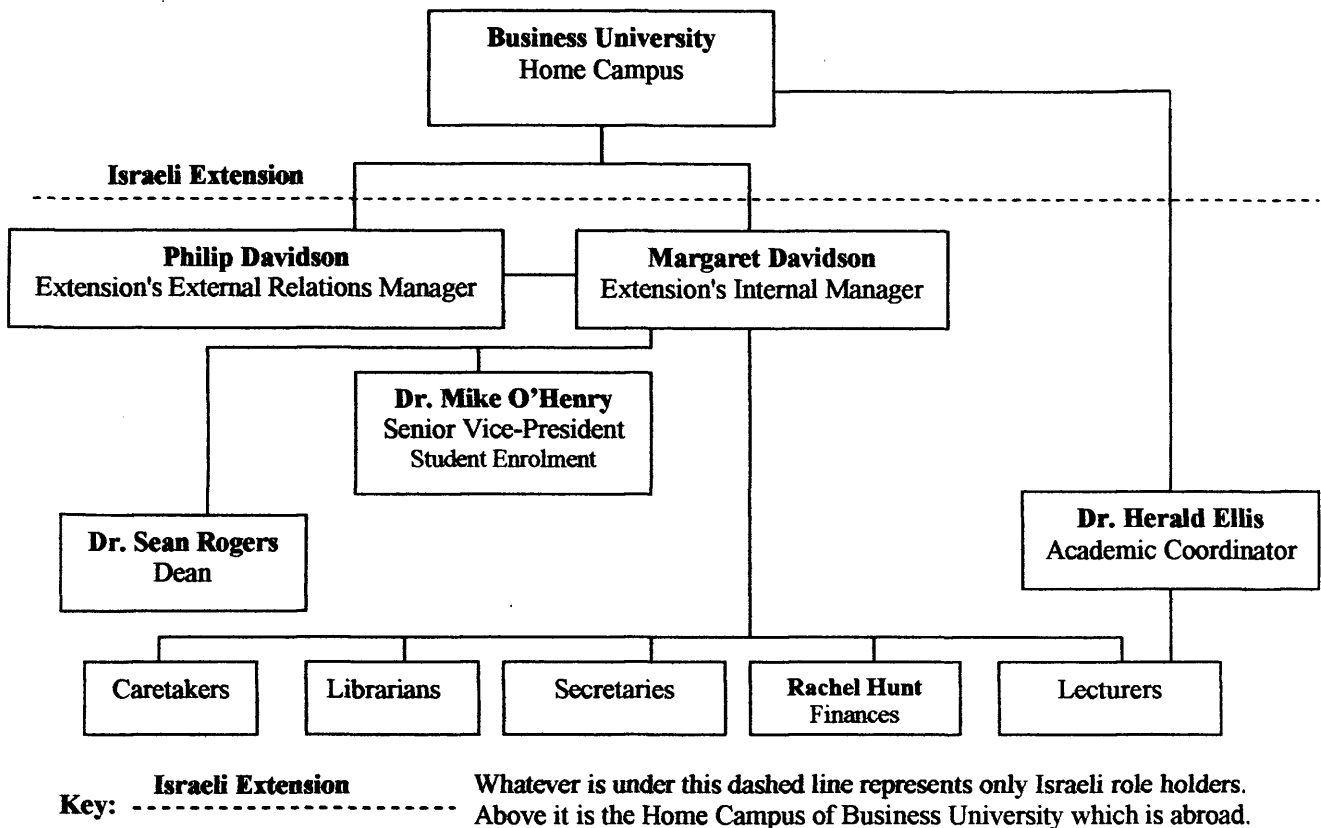 Business University
Home Campus
Israeli Extension
Philip Davidson
Extension's External Relations Manager
Margaret Davidson
Extension's Internal Manager
Dr. Mike O'Henry
Senior Vice-President
Student Enrolment
Dr. Sean Rogers
Dean
Dr. Herald Ellis
Academic Coordinator
Caretakers
Librarians
Secretaries
Rachel Hunt
Finances
Lecturers
Key:
Israeli Extension
Whatever is under this dashed line represents only Israeli role holders.
Above it is the Home Campus of Business University which is abroad.